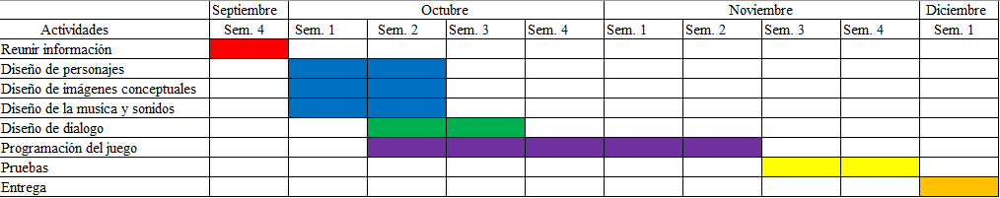 Septiembre Octubre Noviembre Diciembre
Actividades Sem. 4 Sem. 1 Sem. 2 Sem. 3 Sem. 4 Sem. 1 Sem. 2 Sem. 3 Sem. 4 Sem. 1
Reunir información
Diseño de personajes
Diseño de imágenes conceptuales
Diseño de la musica y sonidos
Diseño de dialogo
Programación del juego
Pruebas
Entrega